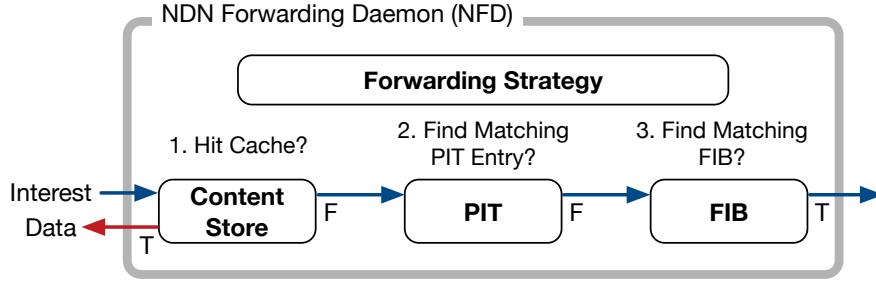 NDN Forwarding Daemon (NFD)
Forwarding Strategy
1. Hit Cache?
2. Find Matching
PIT Entry?
3. Find Matching
FIB?
Interest
Data
T
Content
Store
F
PIT
F
FIB
T